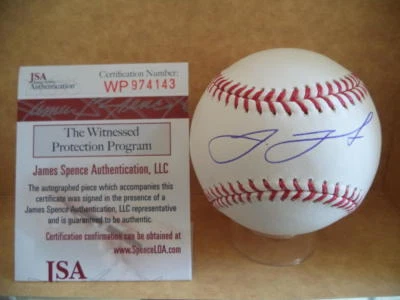 JSA
James Spence
Authentication
Certification Number:
WP 974143
The Witnessed
Protection Program
James Spence Authentication, LLC
The autographed piece which accompanies this
certificate was signed in the presence of a
James Spence Authentication, LLC representative
and is guaranteed to be authentic.
Certification confirmation can be obtained at
www.SpenceLOA.com
JSA